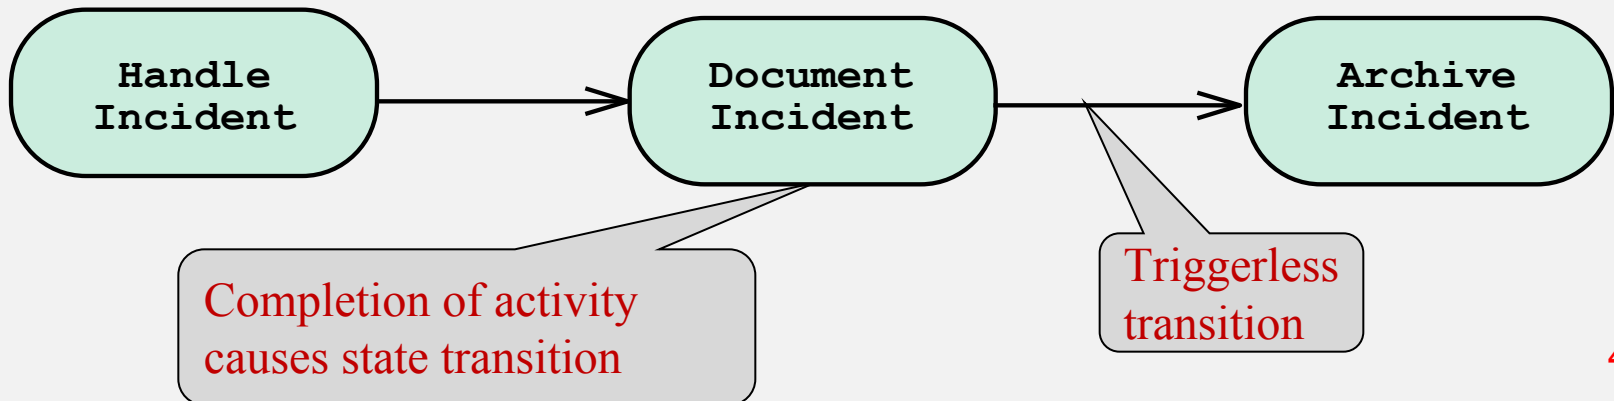 Handle
Incident
Document
Incident
Archive
Incident
Completion of activity
causes state transition
Triggerless
transition